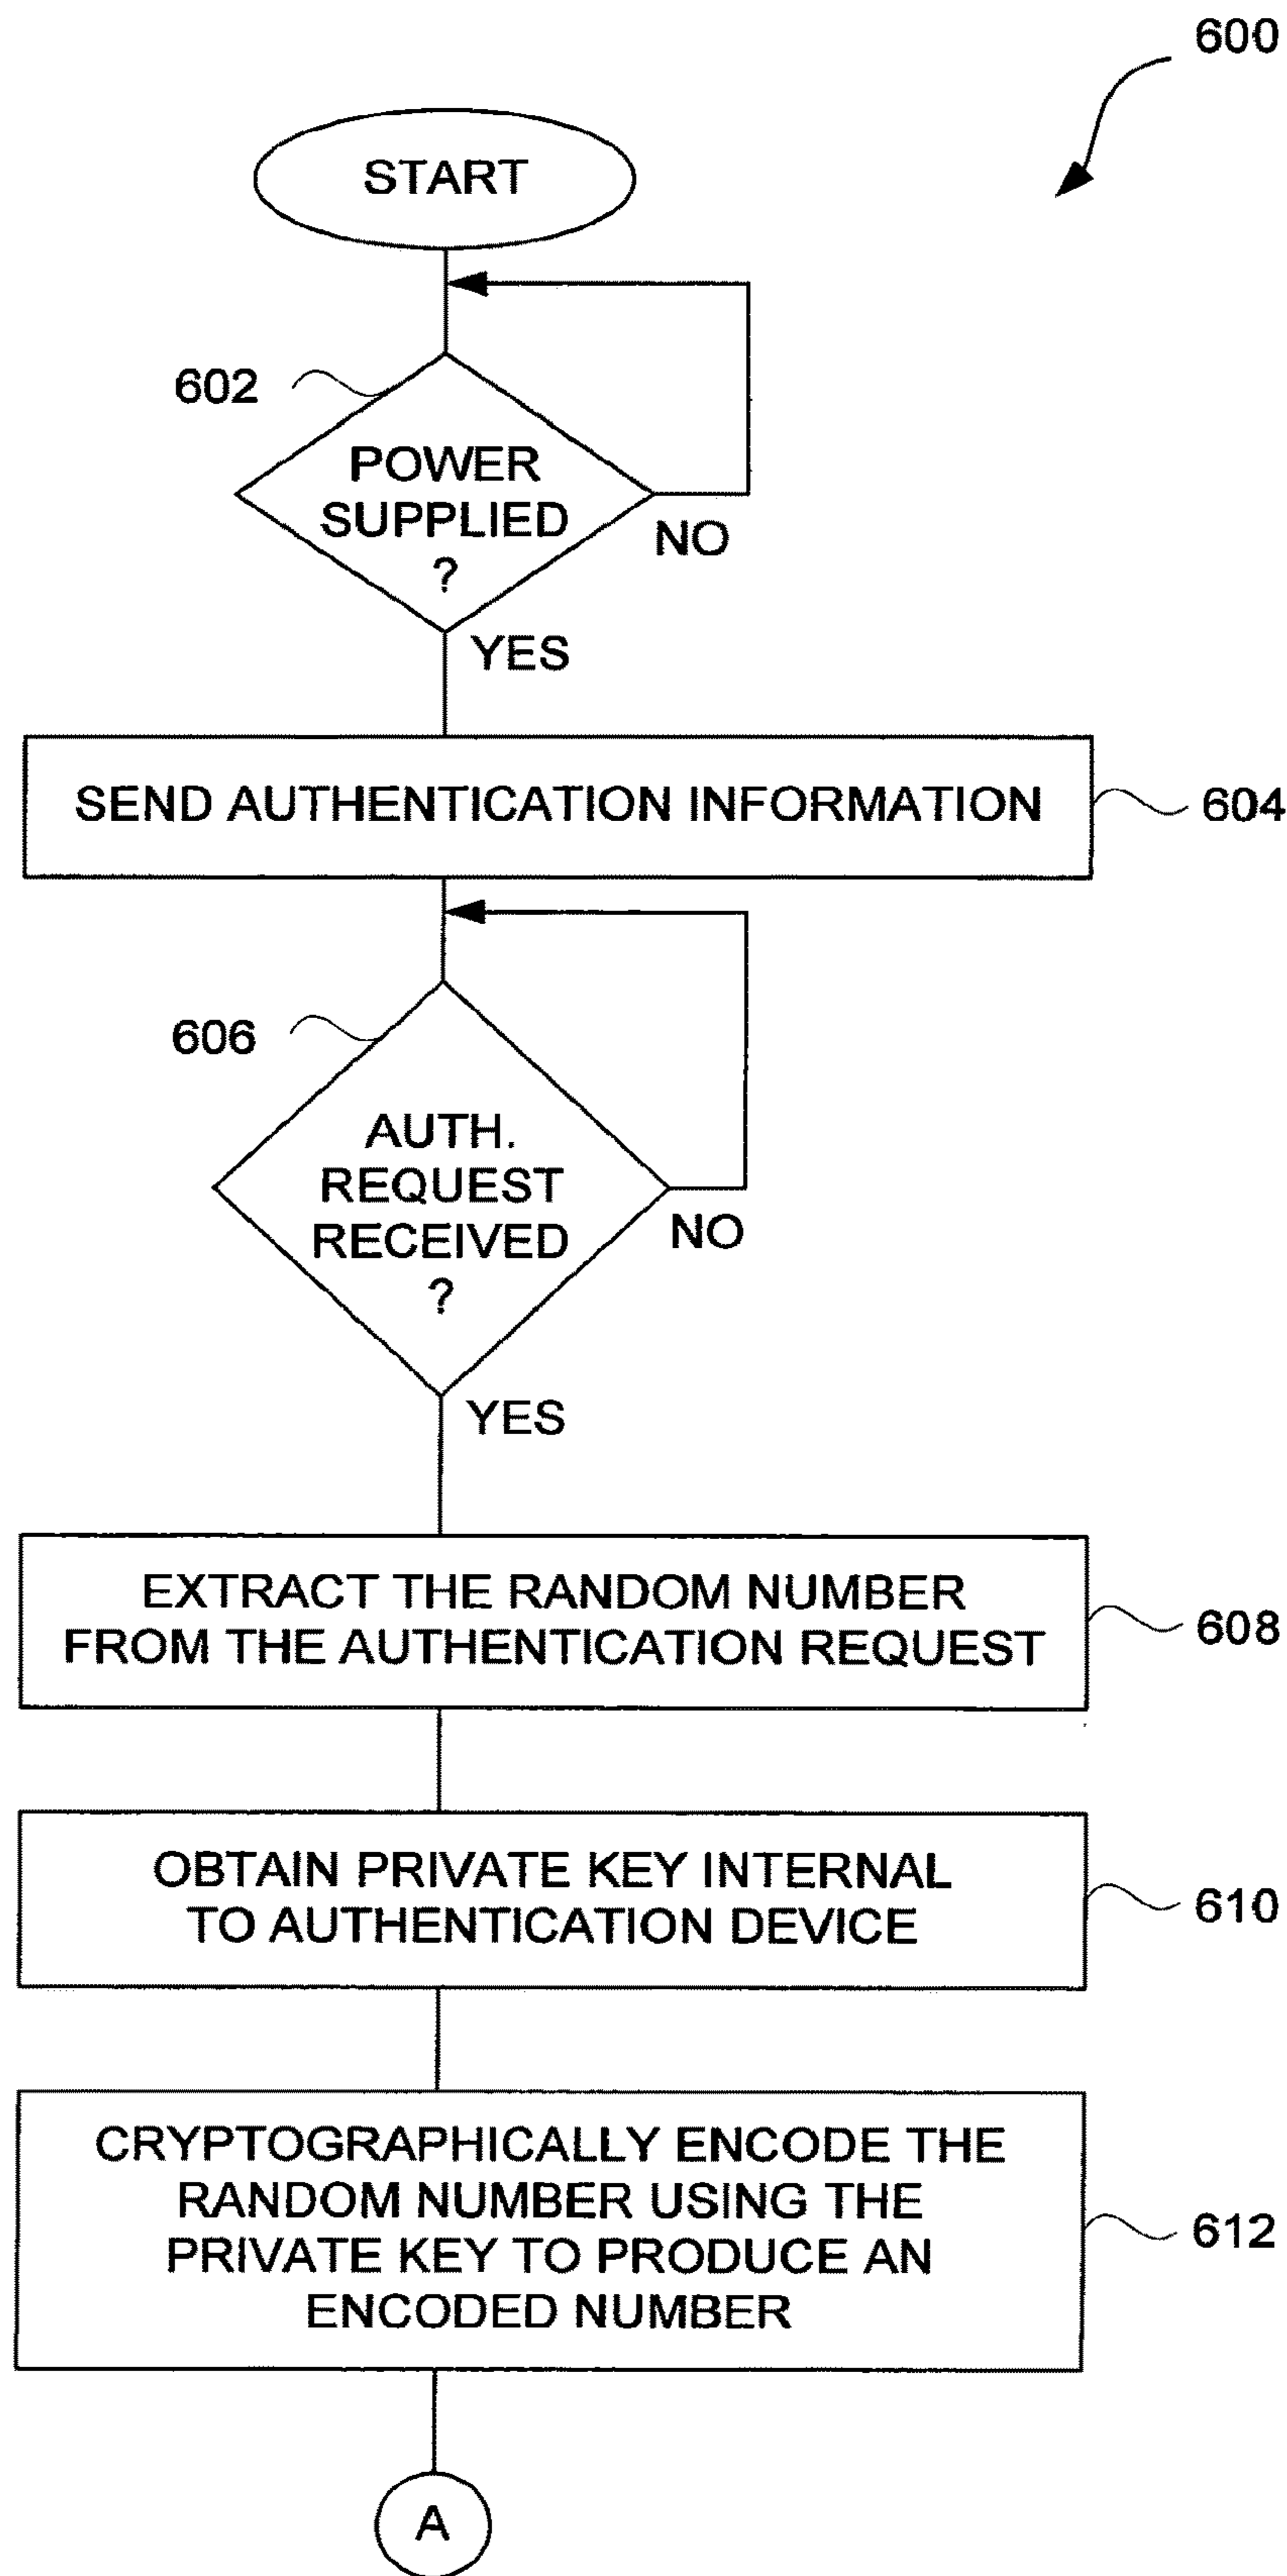 600
START
602
POWER
SUPPLIED
?
NO
YES
SEND AUTHENTICATION INFORMATION
604
606
AUTH.
REQUEST
RECEIVED
?
NO
YES
EXTRACT THE RANDOM NUMBER
FROM THE AUTHENTICATION REQUEST
608
OBTAIN PRIVATE KEY INTERNAL
TO AUTHENTICATION DEVICE
610
CRYPTOGRAPHICALLY ENCODE THE
RANDOM NUMBER USING THE
PRIVATE KEY TO PRODUCE AN
ENCODED NUMBER
612
A